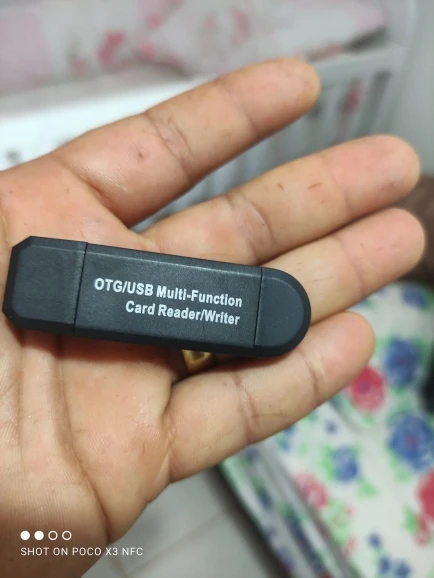 OTG/USB Multi-Function
Card Reader/Writer
SHOT ON POCO X3 NFC